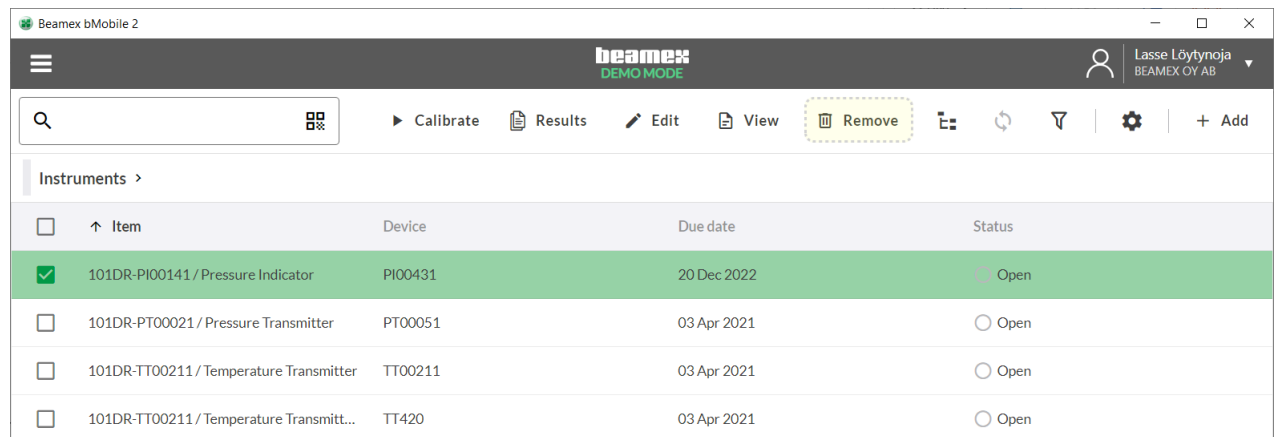 Beamex bMobile 2
beamex
DEMO MODE
Lasse Löytynoja
BEAMEX OY AB
Calibrate Results Edit View Remove + Add
Instruments >
Item Device Due date Status
101DR-PI00141 / Pressure Indicator PI00431 20 Dec 2022 Open
101DR-PT00021 / Pressure Transmitter PT00051 03 Apr 2021 Open
101DR-TT00211 / Temperature Transmitter TT00211 03 Apr 2021 Open
101DR-TT00211 / Temperature Transmitt... TT420 03 Apr 2021 Open